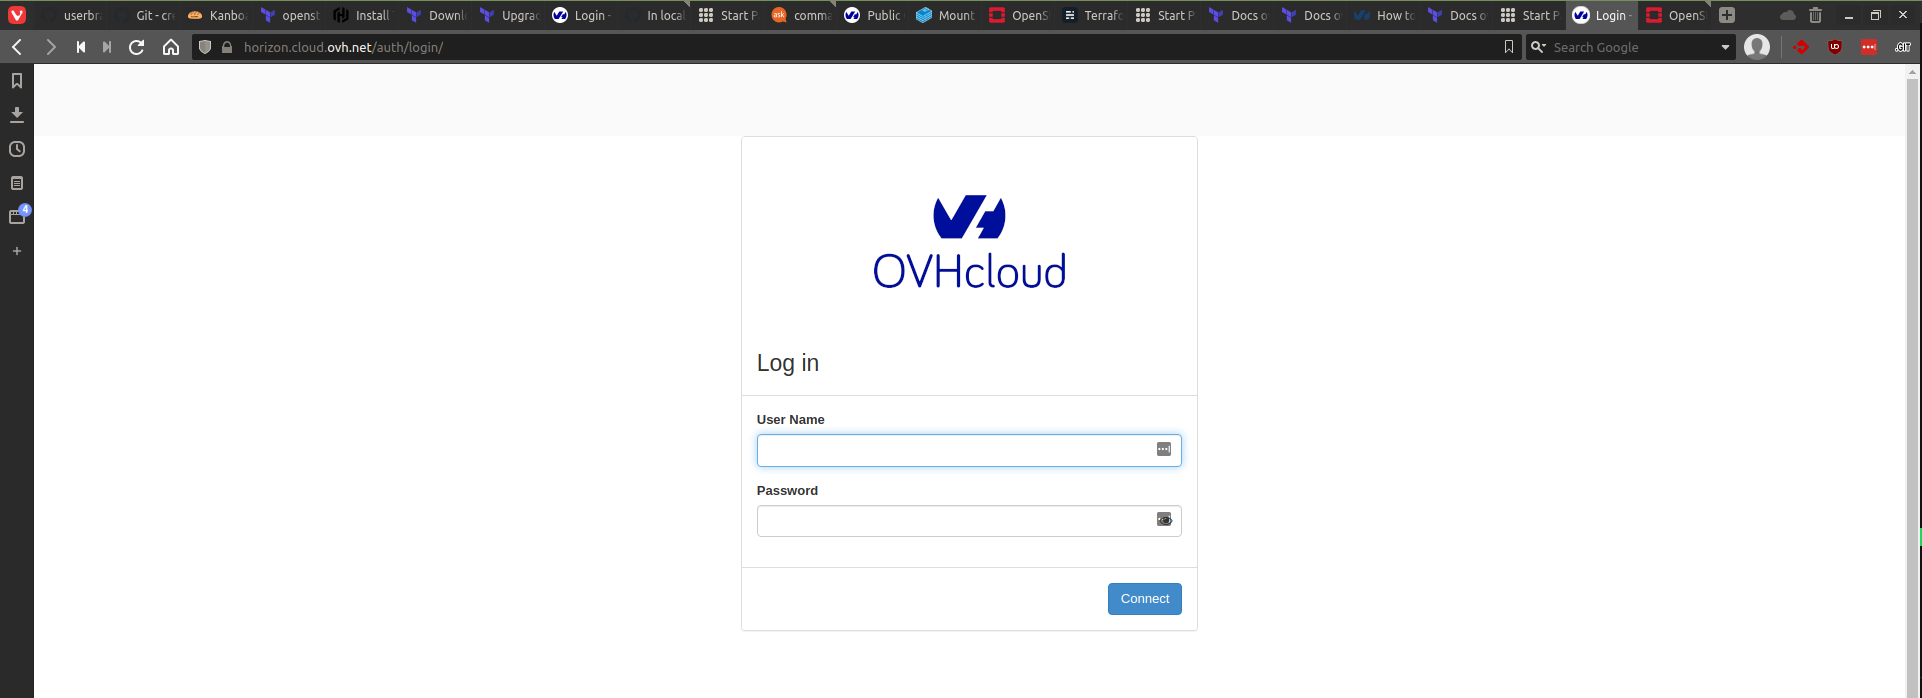 userbra Git - cre Kanboa openst Install Downl Upgrad Login - In local Start P comma Public Mount OpenS Terrafo Start P Docs o Docs o How to Docs o Start P Login - OpenS
horizon.cloud.ovh.net/auth/login/ Search Google
4
OVHcloud
Log in
User Name
Password
Connect